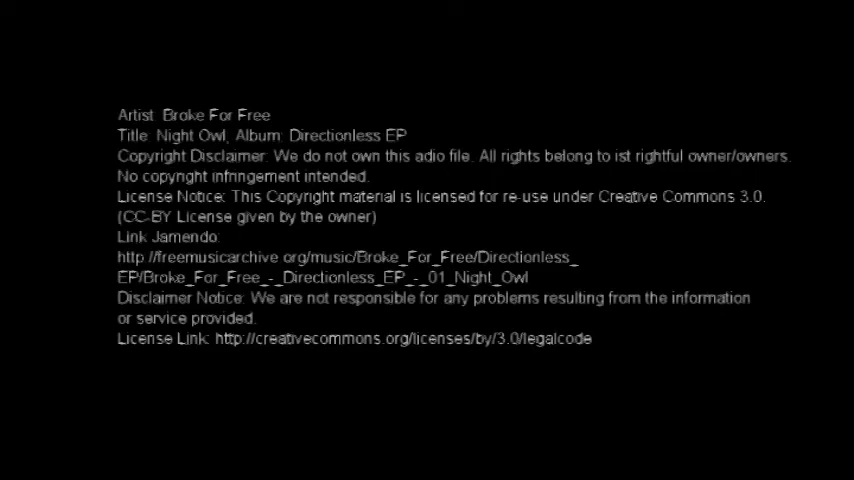 Artist: Broke For Free
Title: Night Owl, Album: Directionless EP
Copyright Disclaimer: We do not own this adio file. All rights belong to ist rightful owner/owners.
No copyright infringement intended.
License Notice: This Copyright material is licensed for re-use under Creative Commons 3.0.
(CC-BY License given by the owner)
Link Jamendo:
http://freemusicarchive.org/music/Broke_For_Free/Directionless_
EP/Broke_For_Free_-_Directionless_EP_-_01_Night_Owl
Disclaimer Notice: We are not responsible for any problems resulting from the information
or service provided.
License Link: http://creativecommons.org/licenses/by/3.0/legalcode